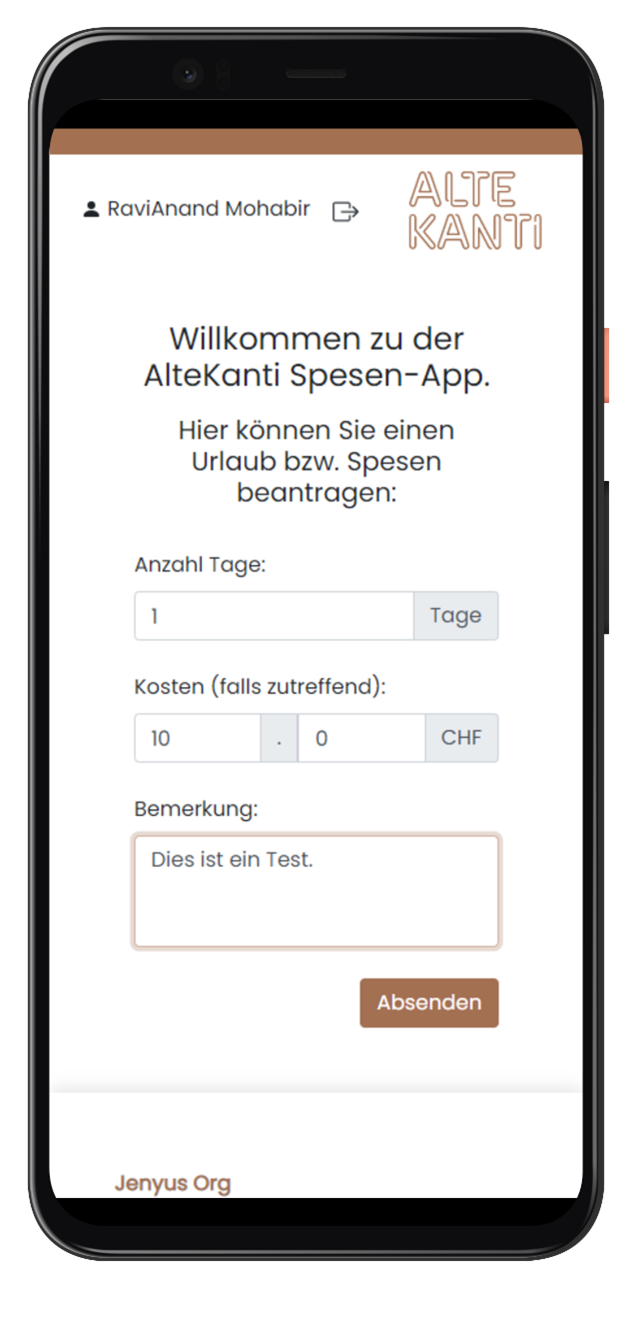 RaviAnand Mohabir
ALTE
KANTI
Willkommen zu der
AlteKanti Spesen-App.
Hier können Sie einen
Urlaub bzw. Spesen
beantragen:
Anzahl Tage:
1 Tage
Kosten (falls zutreffend):
10 . 0 CHF
Bemerkung:
Dies ist ein Test.
Absenden
Jenyus Org